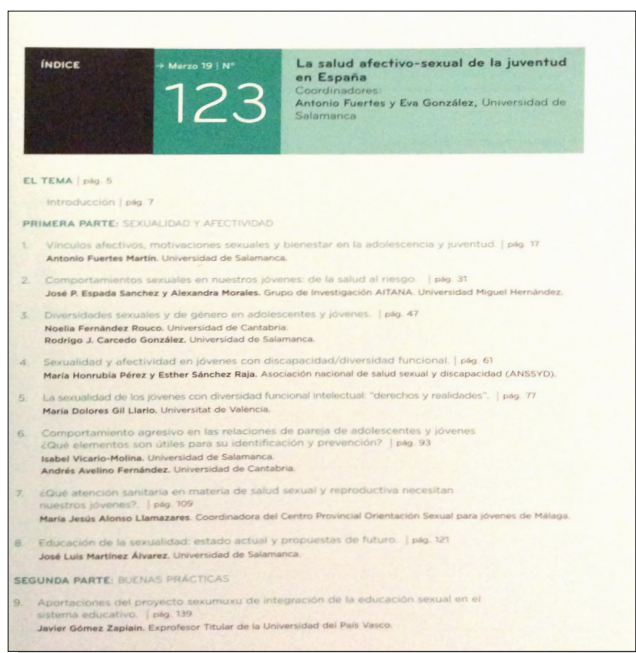 ÍNDICE
→ Marzo 19 | Nº
123
La salud afectivo-sexual de la juventud
en España
Coordinadores:
Antonio Fuertes y Eva González, Universidad de
Salamanca
EL TEMA | pág. 5
Introducción | pág. 7
PRIMERA PARTE: SEXUALIDAD Y AFECTIVIDAD
1. Vínculos afectivos, motivaciones sexuales y bienestar en la adolescencia y juventud. | pág. 17
Antonio Fuertes Martín. Universidad de Salamanca.
2. Comportamientos sexuales en nuestros jóvenes: de la salud al riesgo. | pág. 31
José P. Espada Sanchez y Alexandra Morales. Grupo de Investigación AITANA. Universidad Miguel Hernández.
3. Diversidades sexuales y de género en adolescentes y jóvenes. | pág. 47
Noelia Fernández Rouco. Universidad de Cantabria.
Rodrigo J. Carcedo González. Universidad de Salamanca.
4. Sexualidad y afectividad en jóvenes con discapacidad/diversidad funcional. | pág. 61
María Honrubia Pérez y Esther Sánchez Raja. Asociación nacional de salud sexual y discapacidad (ANSSYD).
5. La sexualidad de los jóvenes con diversidad funcional intelectual: "derechos y realidades". | pág. 77
María Dolores Gil Llario. Universitat de València.
6. Comportamiento agresivo en las relaciones de pareja de adolescentes y jóvenes
¿Qué elementos son útiles para su identificación y prevención? | pág. 93
Isabel Vicario-Molina. Universidad de Salamanca.
Andrés Avelino Fernández. Universidad de Cantabria.
7. ¿Qué atención sanitaria en materia de salud sexual y reproductiva necesitan
nuestros jóvenes?. | pág. 109
María Jesús Alonso Llamazares. Coordinadora del Centro Provincial Orientación Sexual para jóvenes de Málaga.
8. Educación de la sexualidad: estado actual y propuestas de futuro. | pág. 121
José Luis Martínez Álvarez. Universidad de Salamanca.
SEGUNDA PARTE: BUENAS PRÁCTICAS
9. Aportaciones del proyecto sexumuxu de integración de la educación sexual en el
sistema educativo. | pág. 139
Javier Gómez Zapiain. Exprofesor Titular de la Universidad del País Vasco.